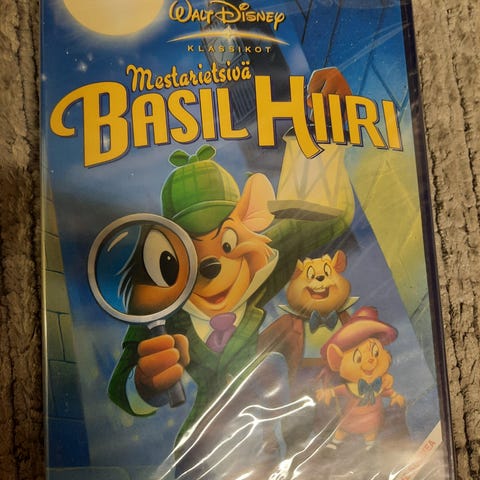 WALT DISNEY
KLASSIKOT
Mestarietsivä
BASIL HIIRI